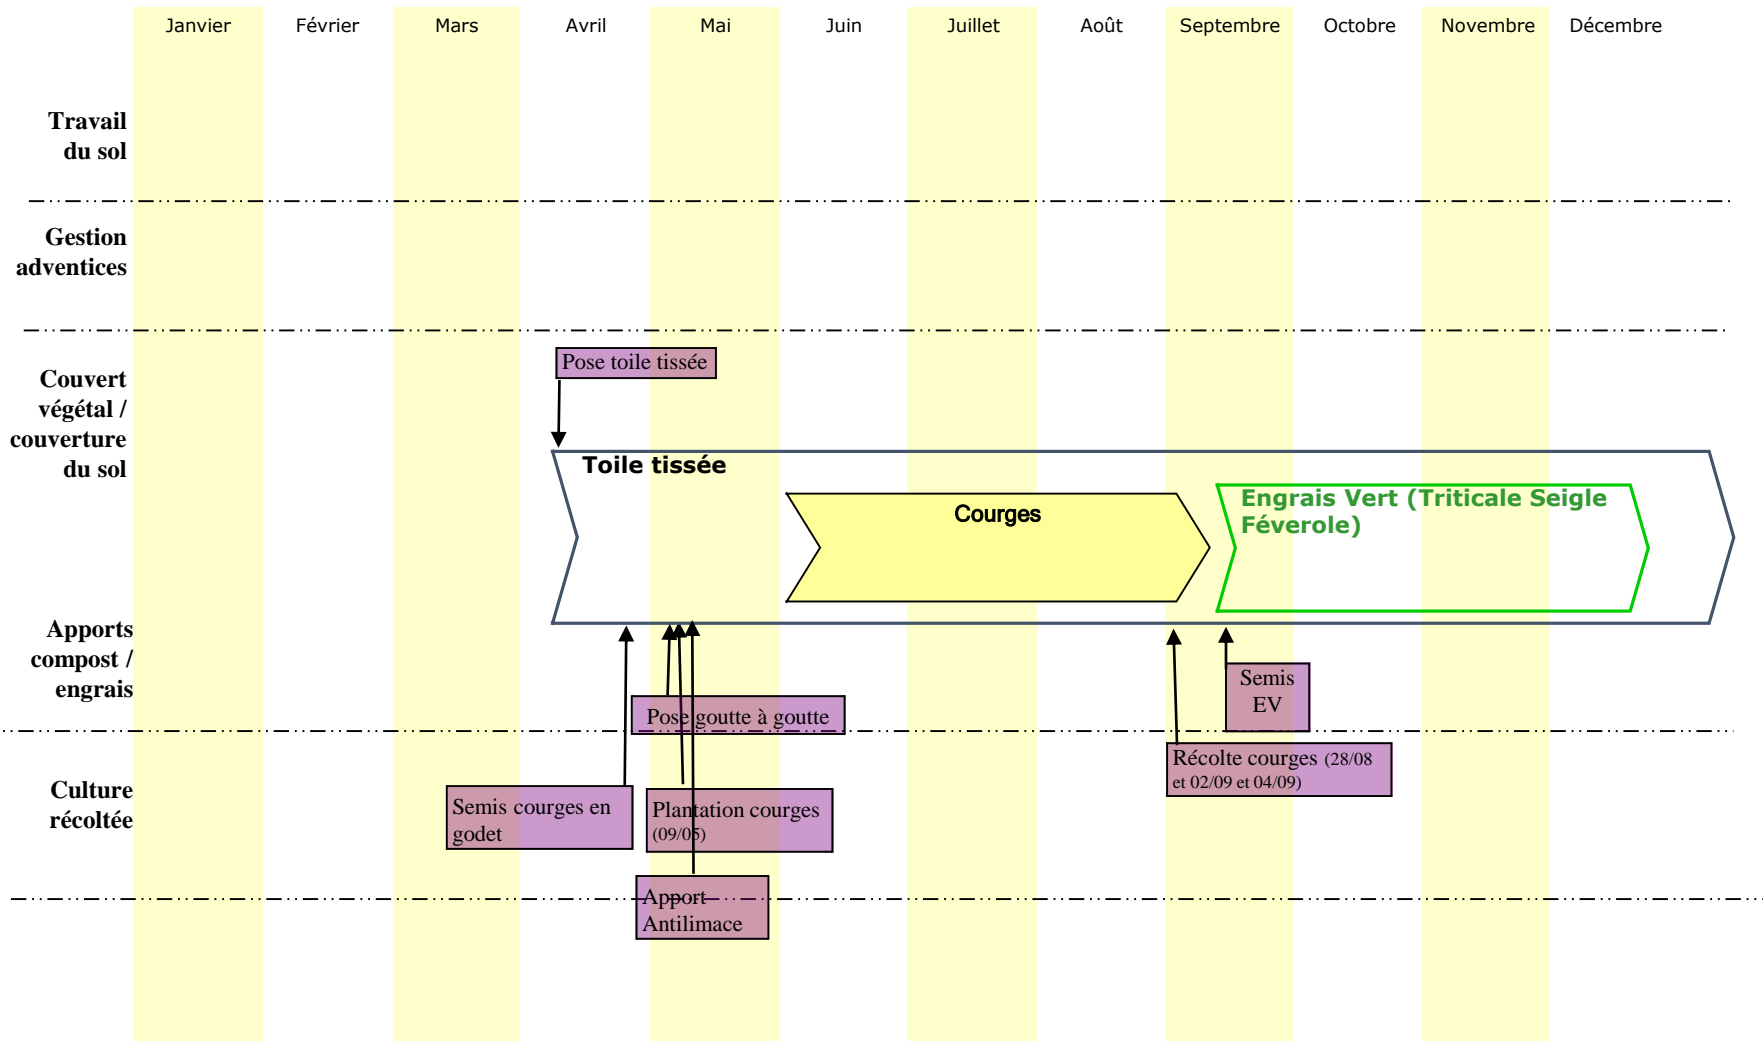 Janvier Février Mars Avril Mai Juin Juillet Août Septembre Octobre Novembre Décembre
Travail
du sol
Gestion
adventices
Pose toile tissée
Couvert
végétal /
couverture
du sol
Toile tissée
Courges
Engrais Vert (Triticale Seigle
Féverole)
Apports
compost /
engrais
Semis
EV
Pose goutte à goutte
Récolte courges (28/08
et 02/09 et 04/09)
Culture
récoltée
Semis courges en
godet
Plantation courges
(09/05)
Apport
Antilimace